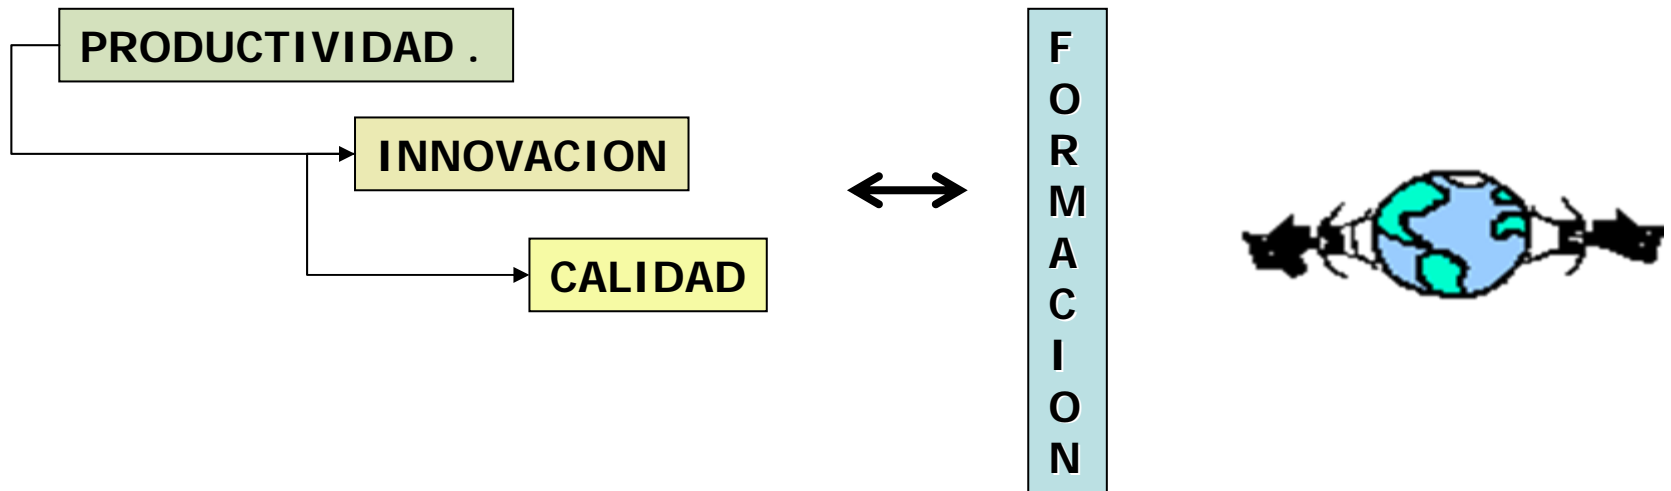 PRODUCTIVIDAD .
INNOVACION
CALIDAD
F
O
R
M
A
C
I
O
N